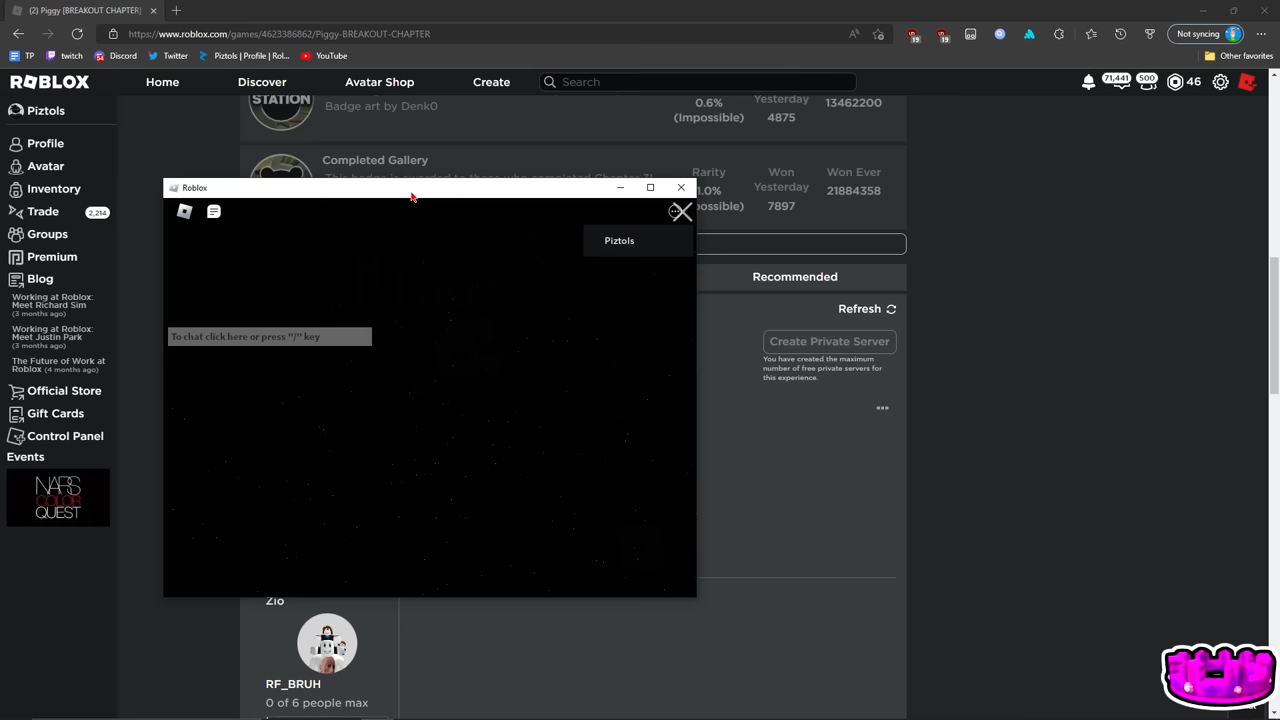 (2) Piggy [BREAKOUT CHAPTER]
https://www.roblox.com/games/4623386862/Piggy-BREAKOUT-CHAPTER
Not syncing
TP
twitch
Discord
Twitter
Piztols | Profile | Rol...
YouTube
Other favorites
19
19
ROBLOX
Home
Discover
Avatar Shop
Create
Search
71,441
500
46
Piztols
Profile
Avatar
Inventory
Trade
2,214
Groups
Premium
Blog
Working at Roblox:
Meet Richard Sim
(3 months ago)
Working at Roblox:
Meet Justin Park
(3 months ago)
The Future of Work at
Roblox (4 months ago)
Official Store
Gift Cards
Control Panel
Events
NARS
COLOR
QUEST
STATION
Badge art by Denk0
0.6%
(Impossible)
Yesterday
4875
13462200
Completed Gallery
Rarity
1.0%
Won
Yesterday
7897
Won Ever
21884358
Roblox
Piztols
To chat click here or press "/" key
Recommended
Refresh
Create Private Server
You have created the maximum
number of free private servers for
this experience.
Zio
RF_BRUH
0 of 6 people max